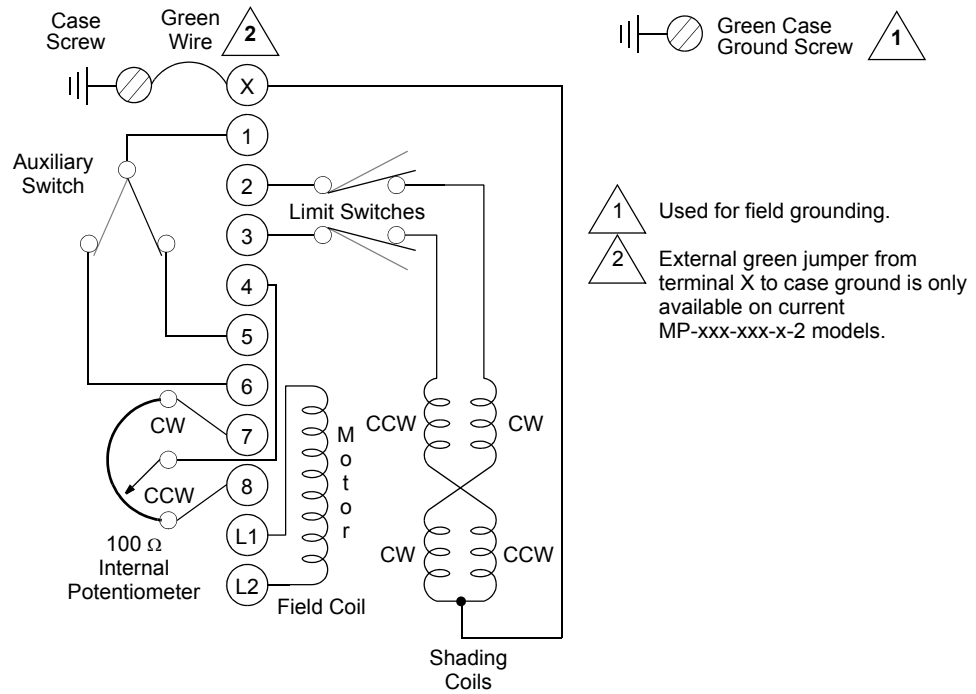 Case
Screw
Green
Wire
2
Green Case
Ground Screw
1
X
1
Auxiliary
Switch
2
Limit Switches
3
4
5
6
1
Used for field grounding.
2
External green jumper from
terminal X to case ground is only
available on current
MP-xxx-xxx-x-2 models.
CW
7
CCW
8
100 Ω
Internal
Potentiometer
L1
L2
Motor
Field Coil
CCW
CW
CW
CCW
Shading
Coils